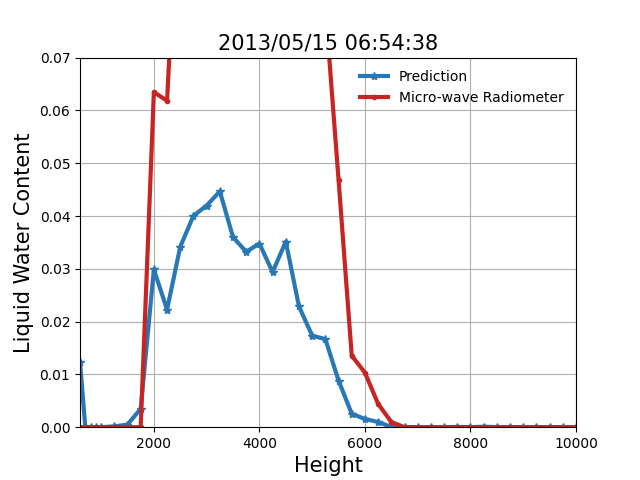 2013/05/15 06:54:38
0.07
0.06
0.05
0.04
0.03
0.02
0.01
0.00
Liquid Water Content
Prediction
Micro-wave Radiometer
2000 4000 6000 8000 10000
Height